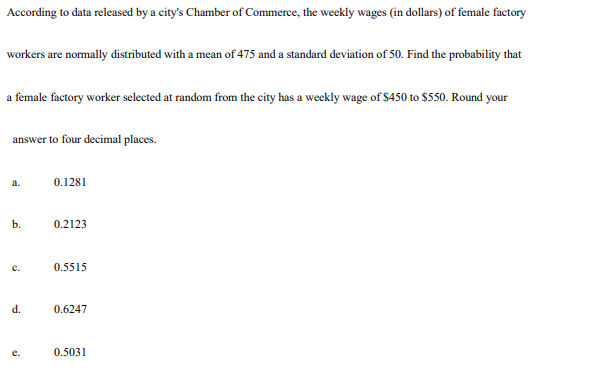 According to data released by a city's Chamber of Commerce, the weekly wages (in dollars) of female factory
workers are normally distributed with a mean of 475 and a standard deviation of 50. Find the probability that
a female factory worker selected at random from the city has a weekly wage of $450 to $550. Round your
answer to four decimal places.
a. 0.1281
b. 0.2123
c. 0.5515
d. 0.6247
e. 0.5031